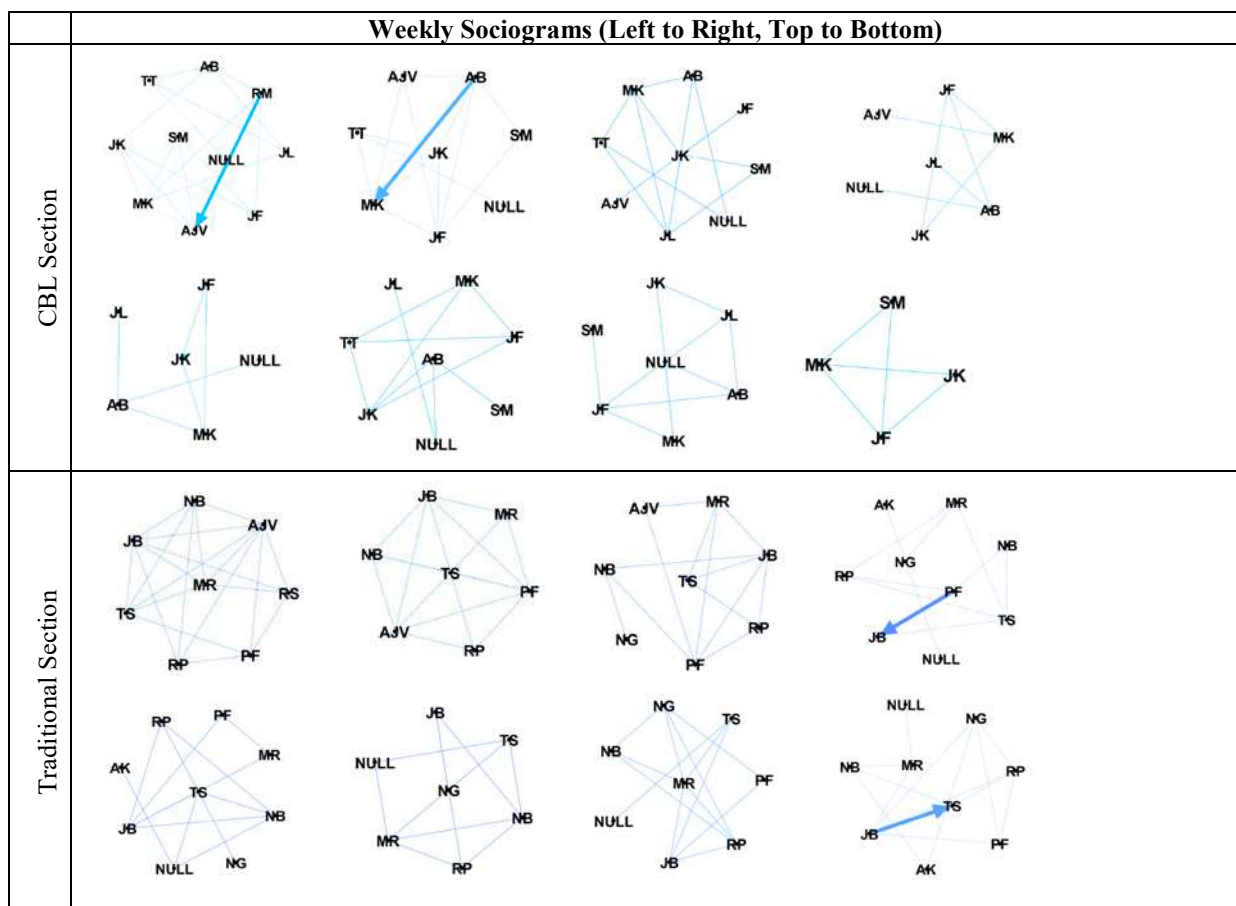 Weekly Sociograms (Left to Right, Top to Bottom)
CBL Section
AB
TT
RM
SM
JK
NULL
JL
MK
JF
AJV
AJV
AB
TT
SM
JK
MK
NULL
JF
AB
MK
JF
TT
JK
SM
AJV
NULL
JL
JF
AJV
MK
JL
NULL
AB
JK
JF
JL
JK
NULL
AB
MK
MK
JL
JF
TT
AB
JK
SM
NULL
JK
JL
SM
NULL
AB
JF
MK
SM
MK
JK
JF
Traditional Section
NB
AJV
JB
MR
RS
TS
PF
RP
JB
MR
NB
TS
PF
AJV
RP
AJV
MR
JB
NB
TS
RP
NG
PF
AK
MR
NB
NG
RP
PF
TS
JB
NULL
RP
PF
MR
AK
TS
NB
JB
NG
NULL
JB
TS
NULL
NG
NB
MR
RP
NG
TS
NB
MR
PF
NULL
RP
JB
NULL
NG
NB
MR
RP
TS
JB
PF
AK